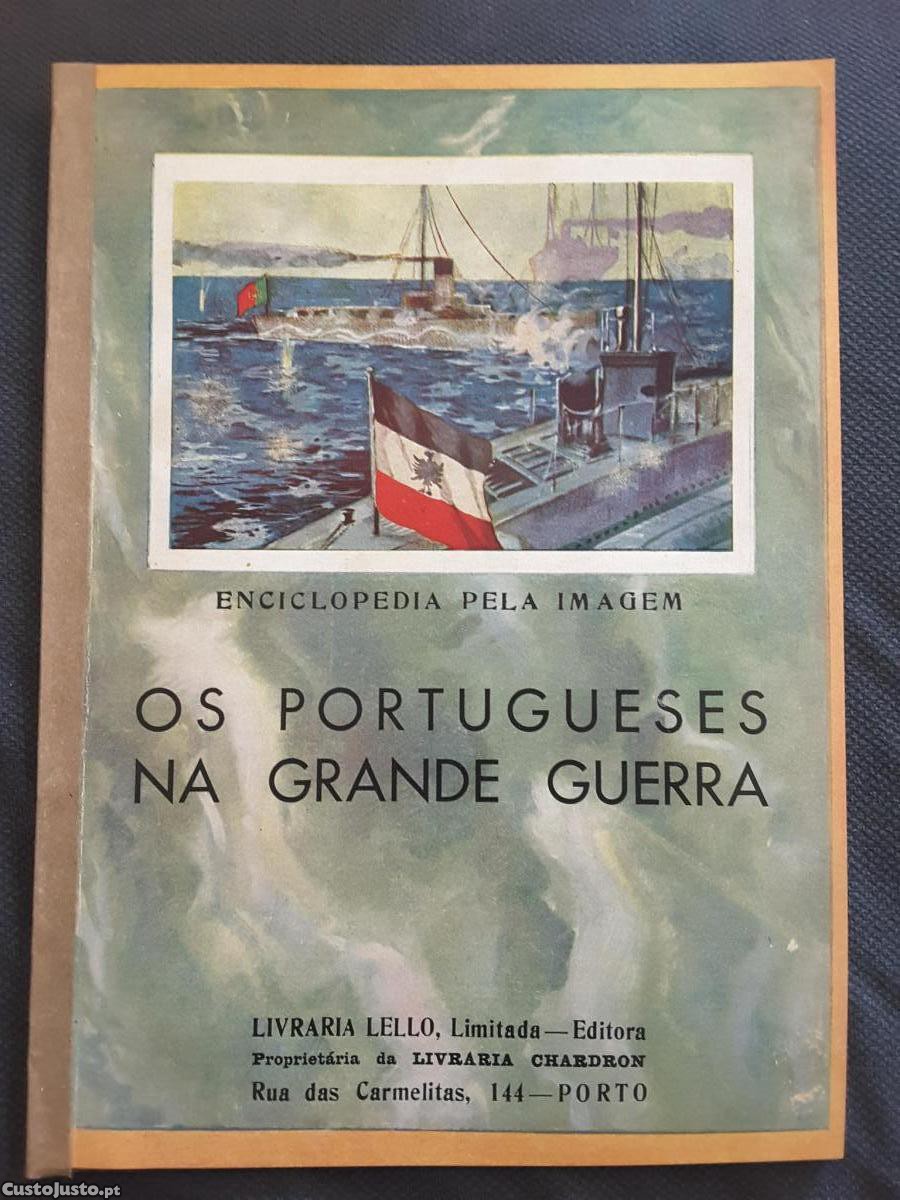 ENCICLOPEDIA PELA IMAGEM
OS PORTUGUESES
NA GRANDE GUERRA
LIVRARIA LELLO, Limitada—Editora
Proprietária da LIVRARIA CHARDRON
Rua das Carmelitas, 144—PORTO
CustoJusto.pt